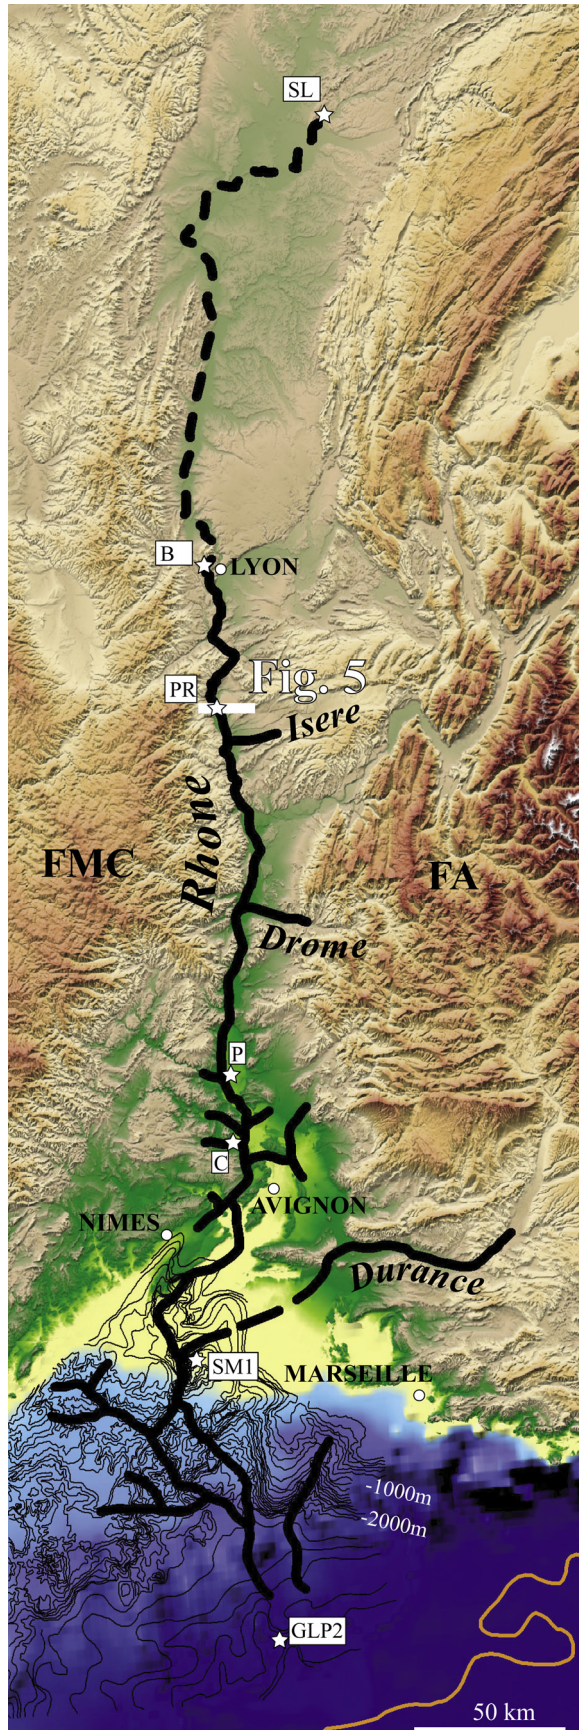 SL
B
LYON
PR
Fig. 5
Isere
Rhone
FMC
FA
Drome
P
C
AVIGNON
NIMES
Durance
SM1
MARSEILLE
-1000m
-2000m
GLP2
50 km